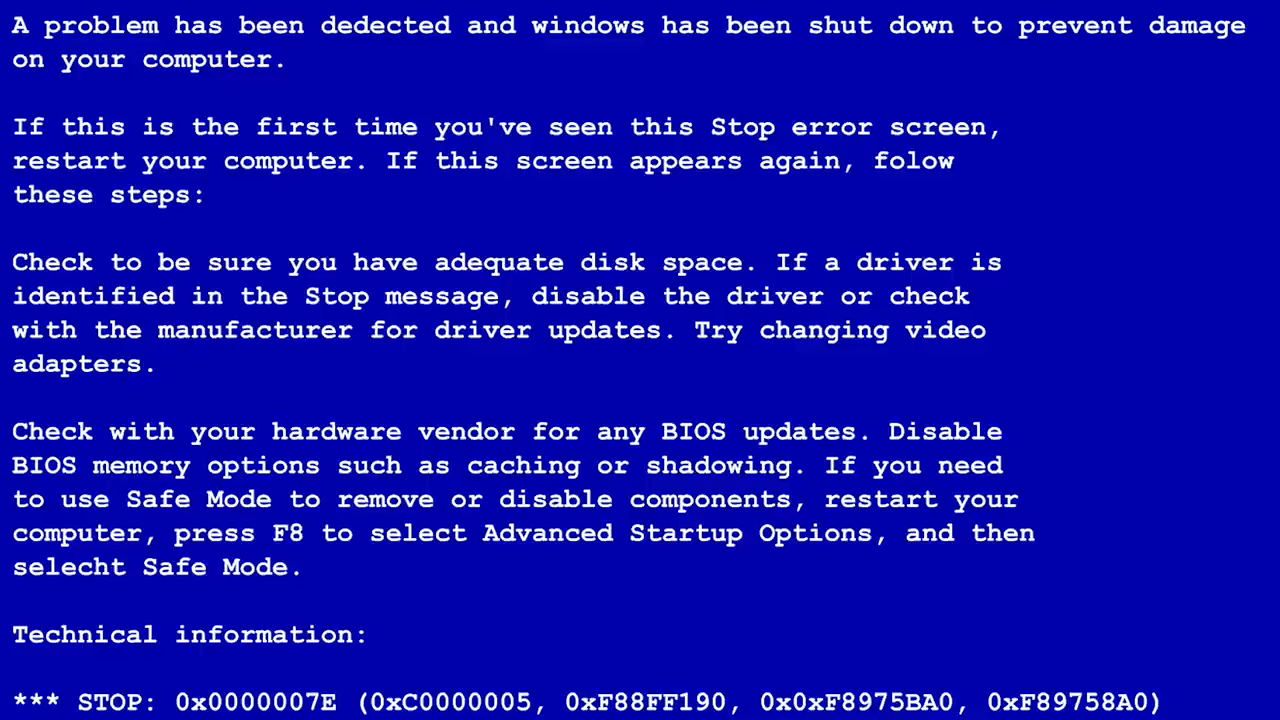 A problem has been dedected and windows has been shut down to prevent damage
on your computer.
If this is the first time you've seen this Stop error screen,
restart your computer. If this screen appears again, folow
these steps:
Check to be sure you have adequate disk space. If a driver is
identified in the Stop message, disable the driver or check
with the manufacturer for driver updates. Try changing video
adapters.
Check with your hardware vendor for any BIOS updates. Disable
BIOS memory options such as caching or shadowing. If you need
to use Safe Mode to remove or disable components, restart your
computer, press F8 to select Advanced Startup Options, and then
selecht Safe Mode.
Technical information:
*** STOP: 0x0000007E (0xC0000005, 0xF88FF190, 0x0xF8975BA0, 0xF89758A0)